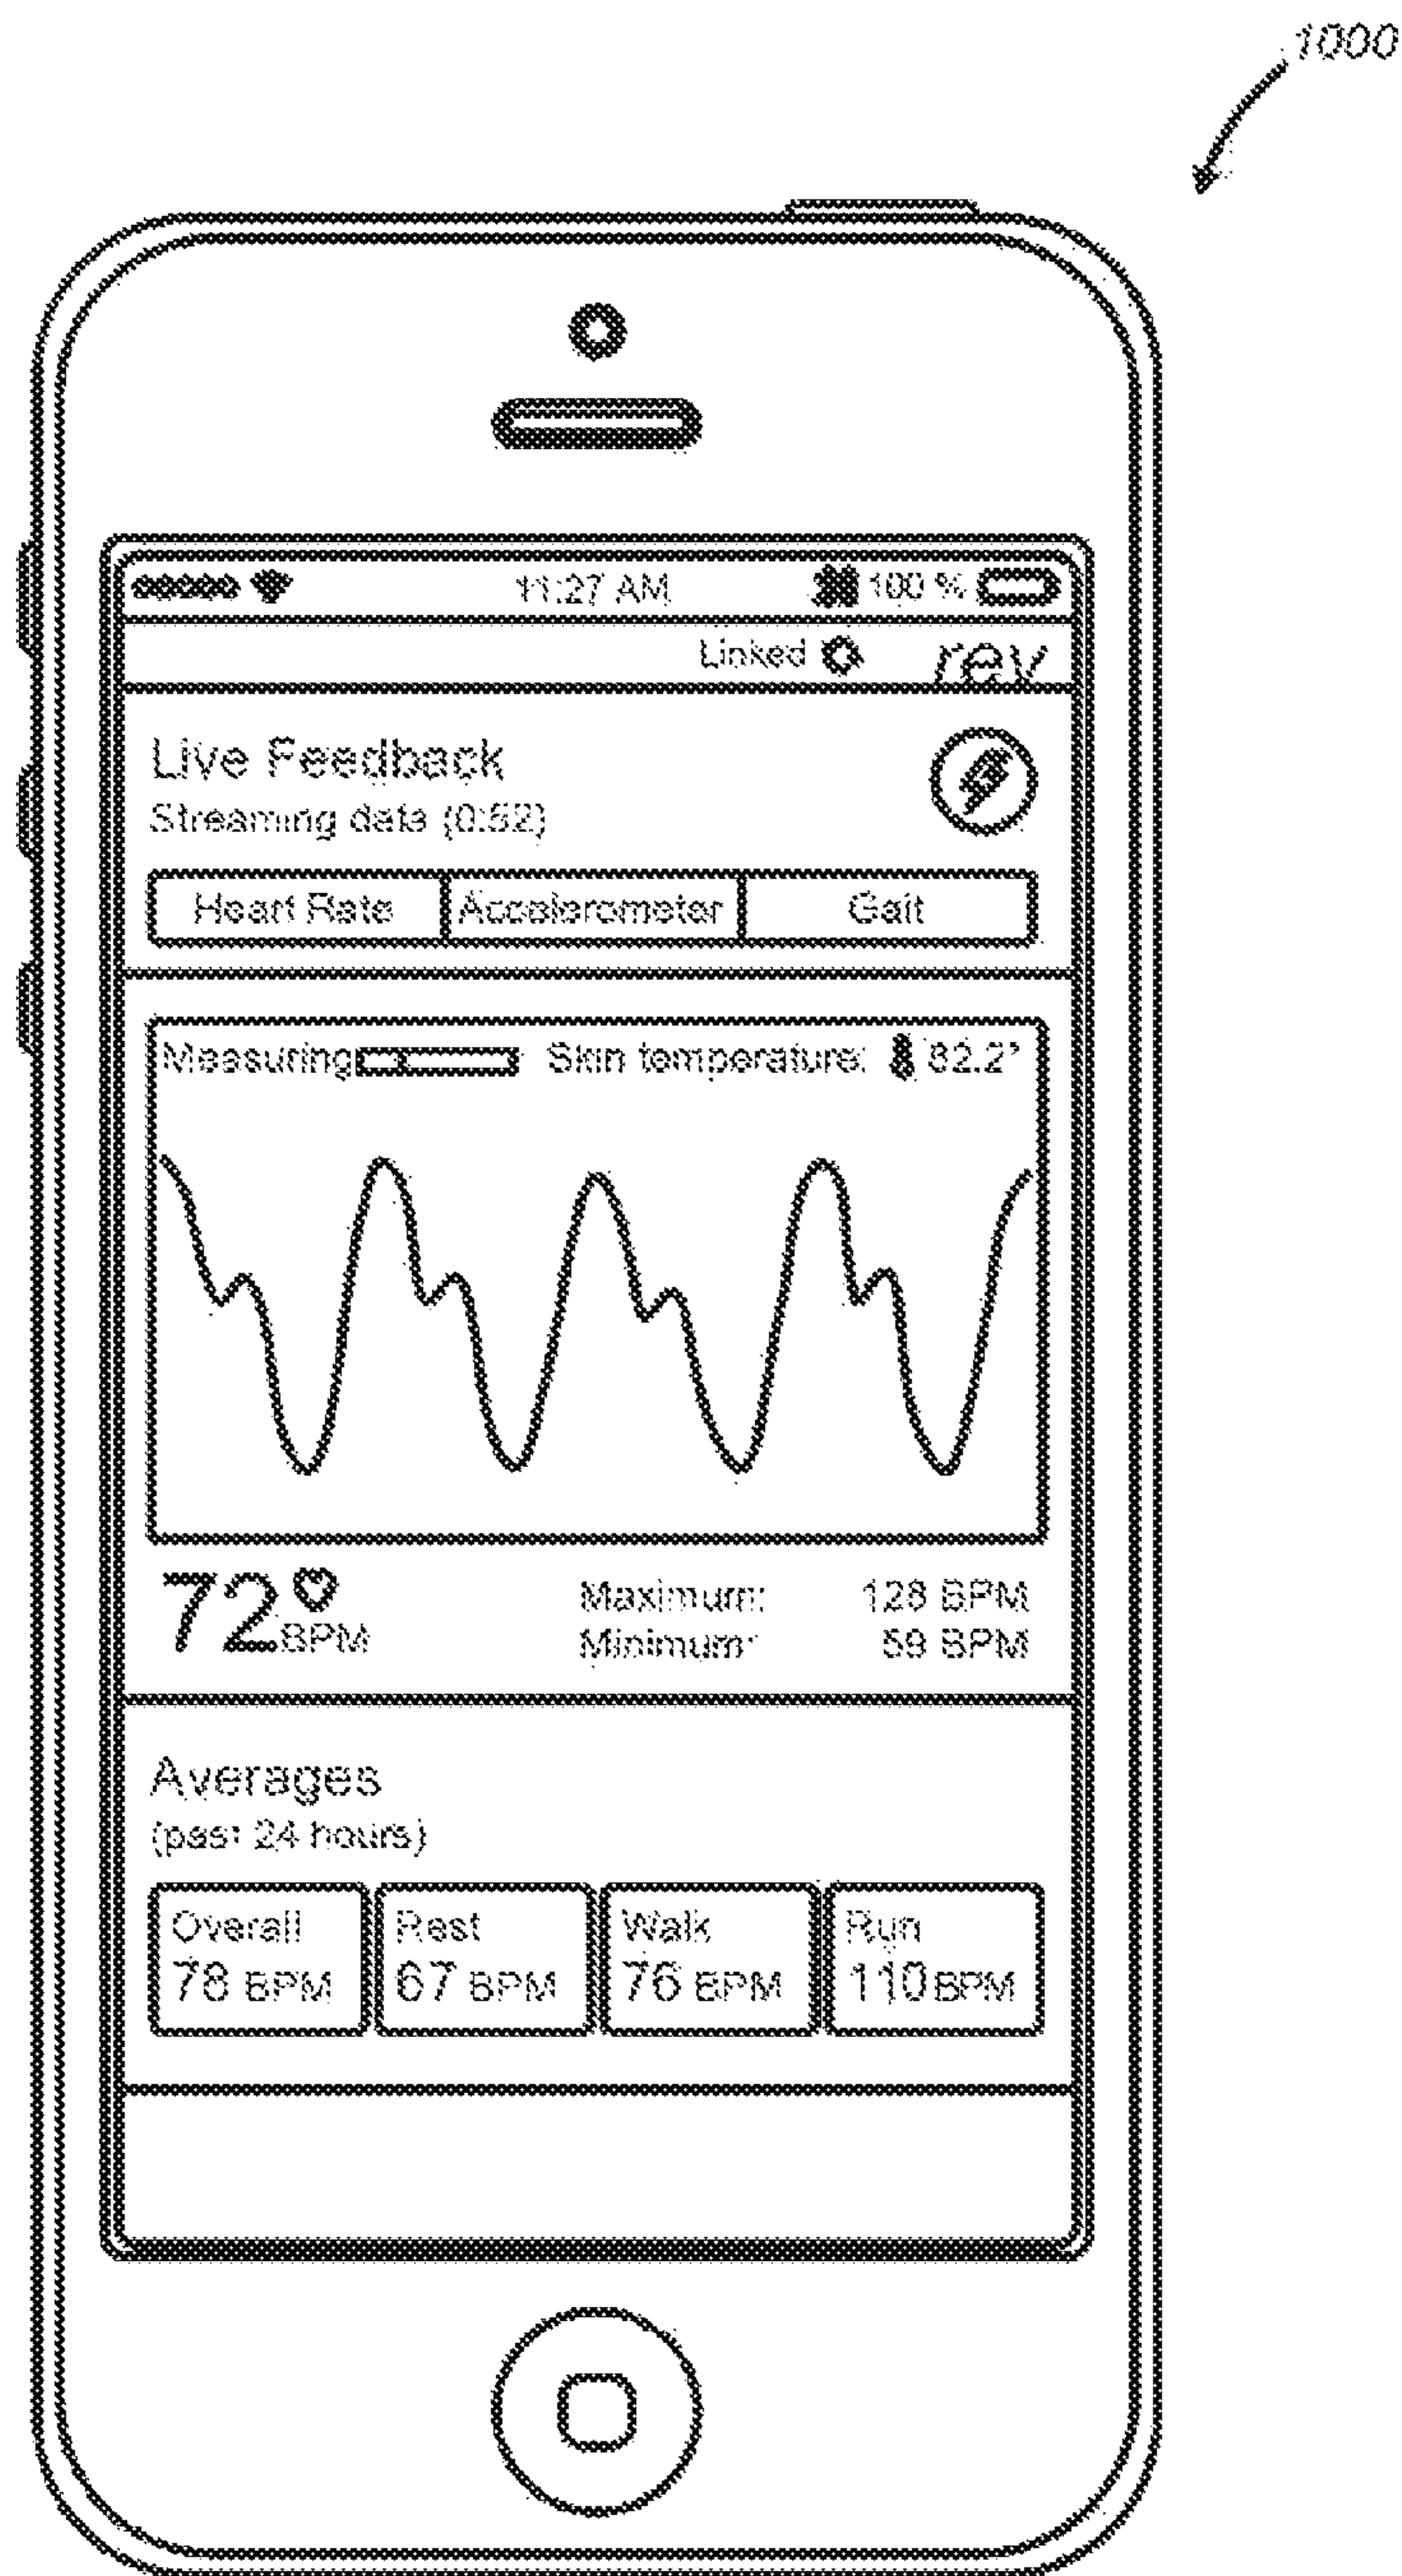 1000
11:27 AM 100 %
Linked rev
Live Feedback
Streaming data (0:52)
Heart Rate Accelerometer Gait
Measuring Skin temperature: 82.2°
72 BPM
Maximum: 128 BPM
Minimum: 59 BPM
Averages
(past 24 hours)
Overall Rest Walk Run
78 BPM 67 BPM 76 BPM 110 BPM